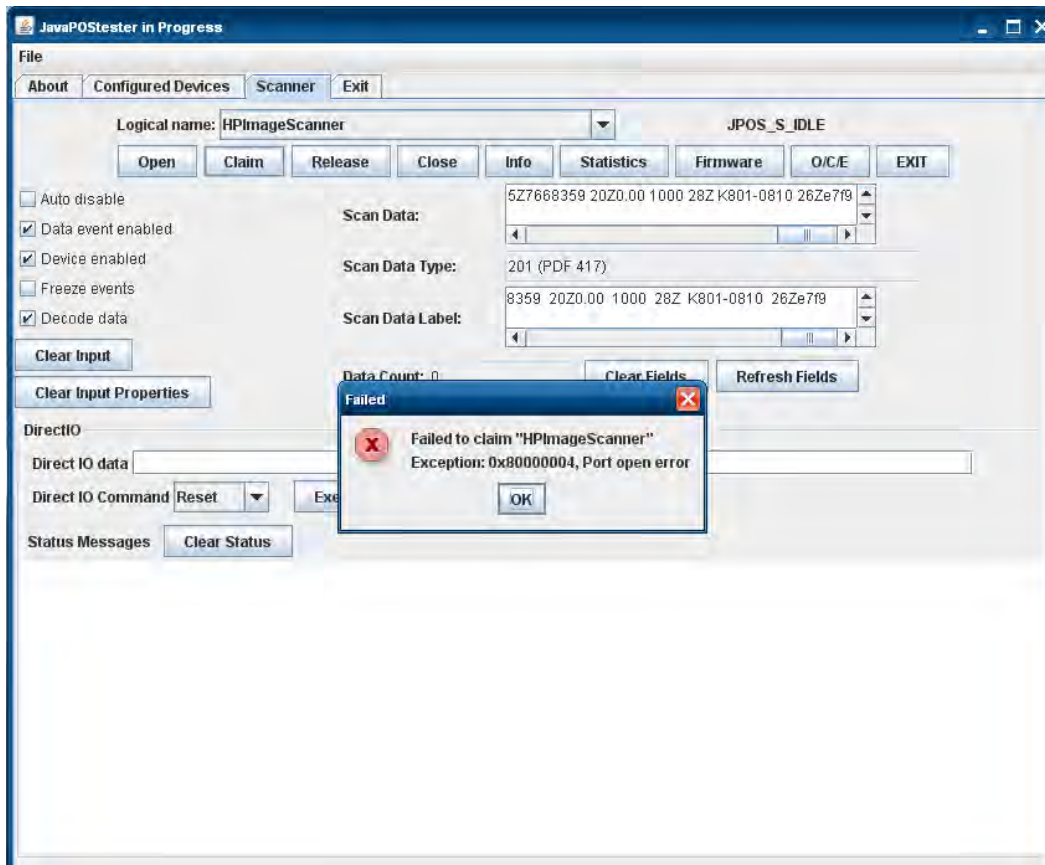 JavaPOStester in Progress
File
About Configured Devices Scanner Exit
Logical name: HPImageScanner JPOS_S_IDLE
Open Claim Release Close Info Statistics Firmware O/C/E EXIT
Auto disable
Data event enabled
Device enabled
Freeze events
Decode data
Clear Input
Clear Input Properties
Scan Data: 5Z7668359 20Z0.00 1000 28Z K801-0810 26Ze7f9
Scan Data Type: 201 (PDF 417)
Scan Data Label: 8359 20Z0.00 1000 28Z K801-0810 26Ze7f9
Data Count: 0 Clear Fields Refresh Fields
Failed
Failed to claim "HPImageScanner"
Exception: 0x80000004, Port open error
OK
DirectIO
Direct IO data
Direct IO Command Reset Exe
Status Messages Clear Status